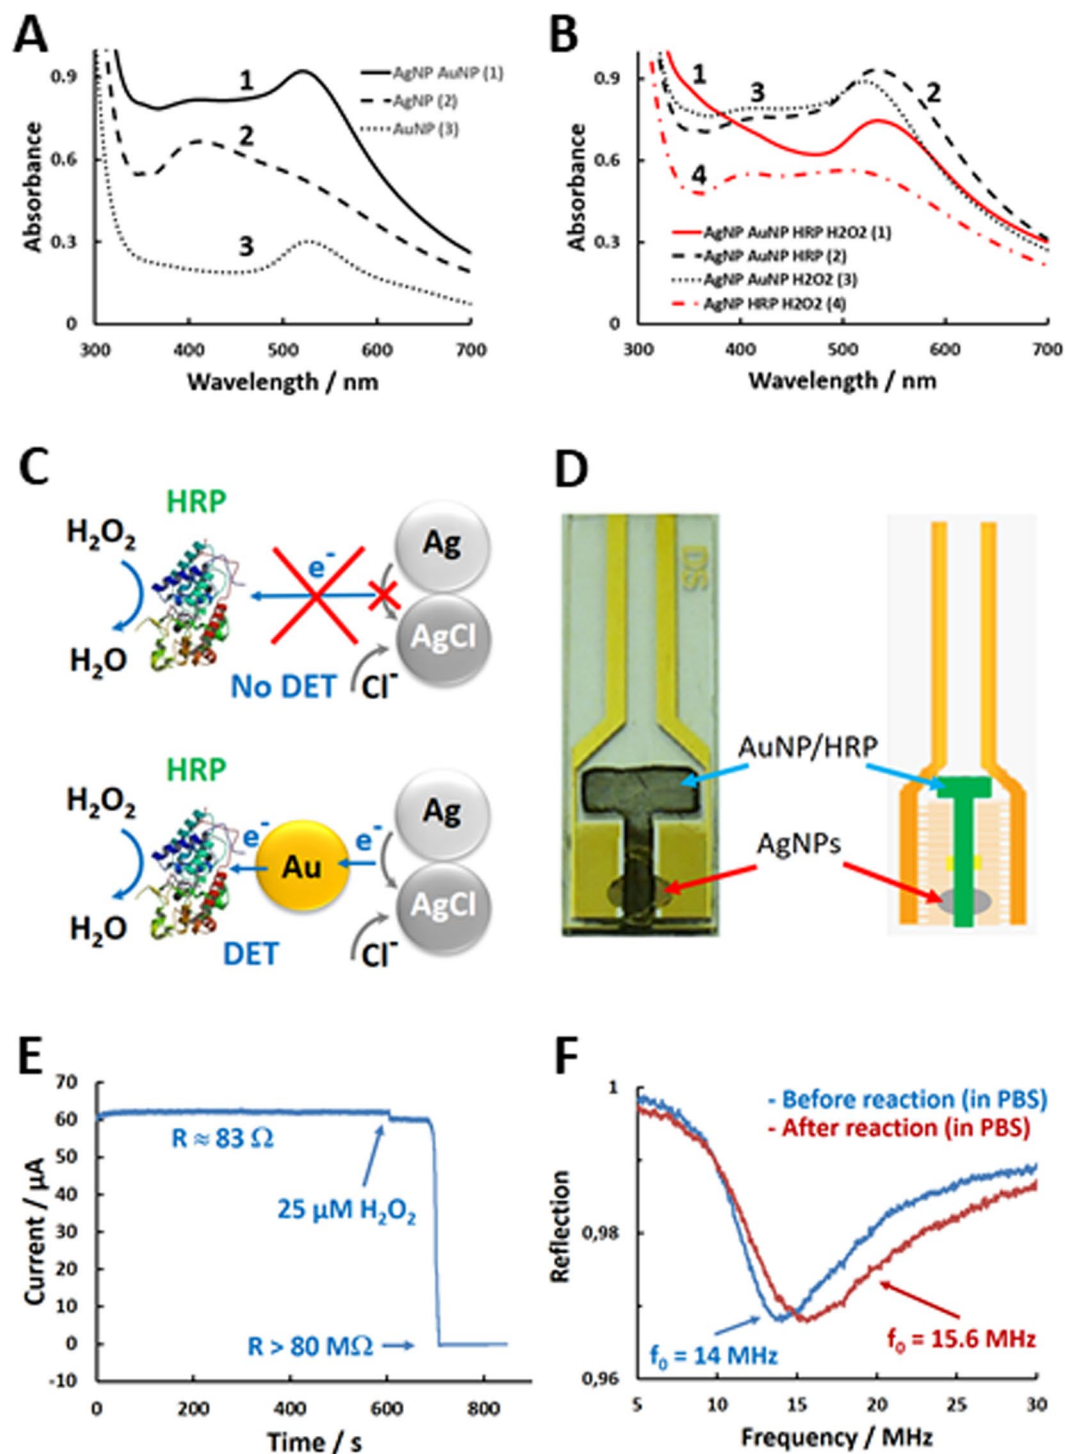 A
0.9
0.6
0.3
0
Absorbance
300 400 500 600 700
Wavelength / nm
1
2
3
AgNP AuNP (1)
AgNP (2)
AuNP (3)
B
0.9
0.6
0.3
0
Absorbance
300 400 500 600 700
Wavelength / nm
1
3
2
4
AgNP AuNP HRP H2O2 (1)
AgNP AuNP HRP (2)
AgNP AuNP H2O2 (3)
AgNP HRP H2O2 (4)
C
HRP
H₂O₂
H₂O
e⁻
Ag
AgCl
No DET
Cl⁻
HRP
H₂O₂
H₂O
e⁻
e⁻
Au
Ag
AgCl
DET
Cl⁻
D
DS
AuNP/HRP
AgNPs
E
70
60
50
40
30
20
10
0
-10
Current / µA
R ≈ 83 Ω
25 µM H₂O₂
R > 80 MΩ
0 200 400 600 800
Time / s
F
1
0,98
0,96
Reflection
- Before reaction (in PBS)
- After reaction (in PBS)
f₀ = 14 MHz
f₀ = 15.6 MHz
5 10 15 20 25 30
Frequency / MHz